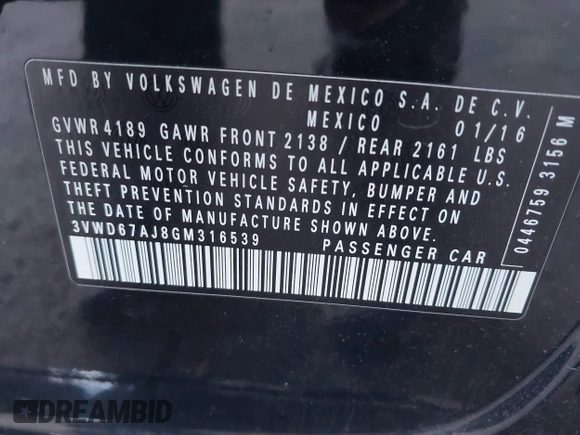 MFD BY VOLKSWAGEN DE MEXICO S.A. DE C.V.
MEXICO 01/16
GVWR 4189 GAWR FRONT 2138 / REAR 2161 LBS
THIS VEHICLE CONFORMS TO ALL APPLICABLE U.S.
FEDERAL MOTOR VEHICLE SAFETY, BUMPER AND
THEFT PREVENTION STANDARDS IN EFFECT ON
THE DATE OF MANUFACTURE SHOWN ABOVE.
3VWD67AJ8GM316539 PASSENGER CAR
0446759 3156 M
DREAMBID